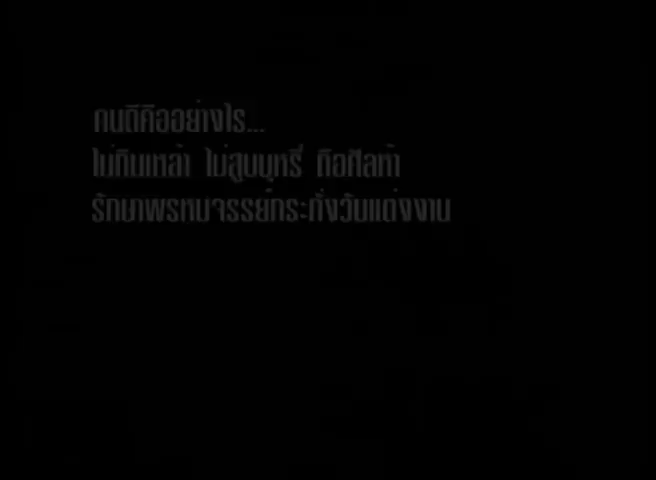 คนดีคืออย่างไร...
ไม่กินเหล้า ไม่สูบบุหรี่ ถือศีลห้า
รักษาพรหมจรรย์กระทั่งวันแต่งงาน